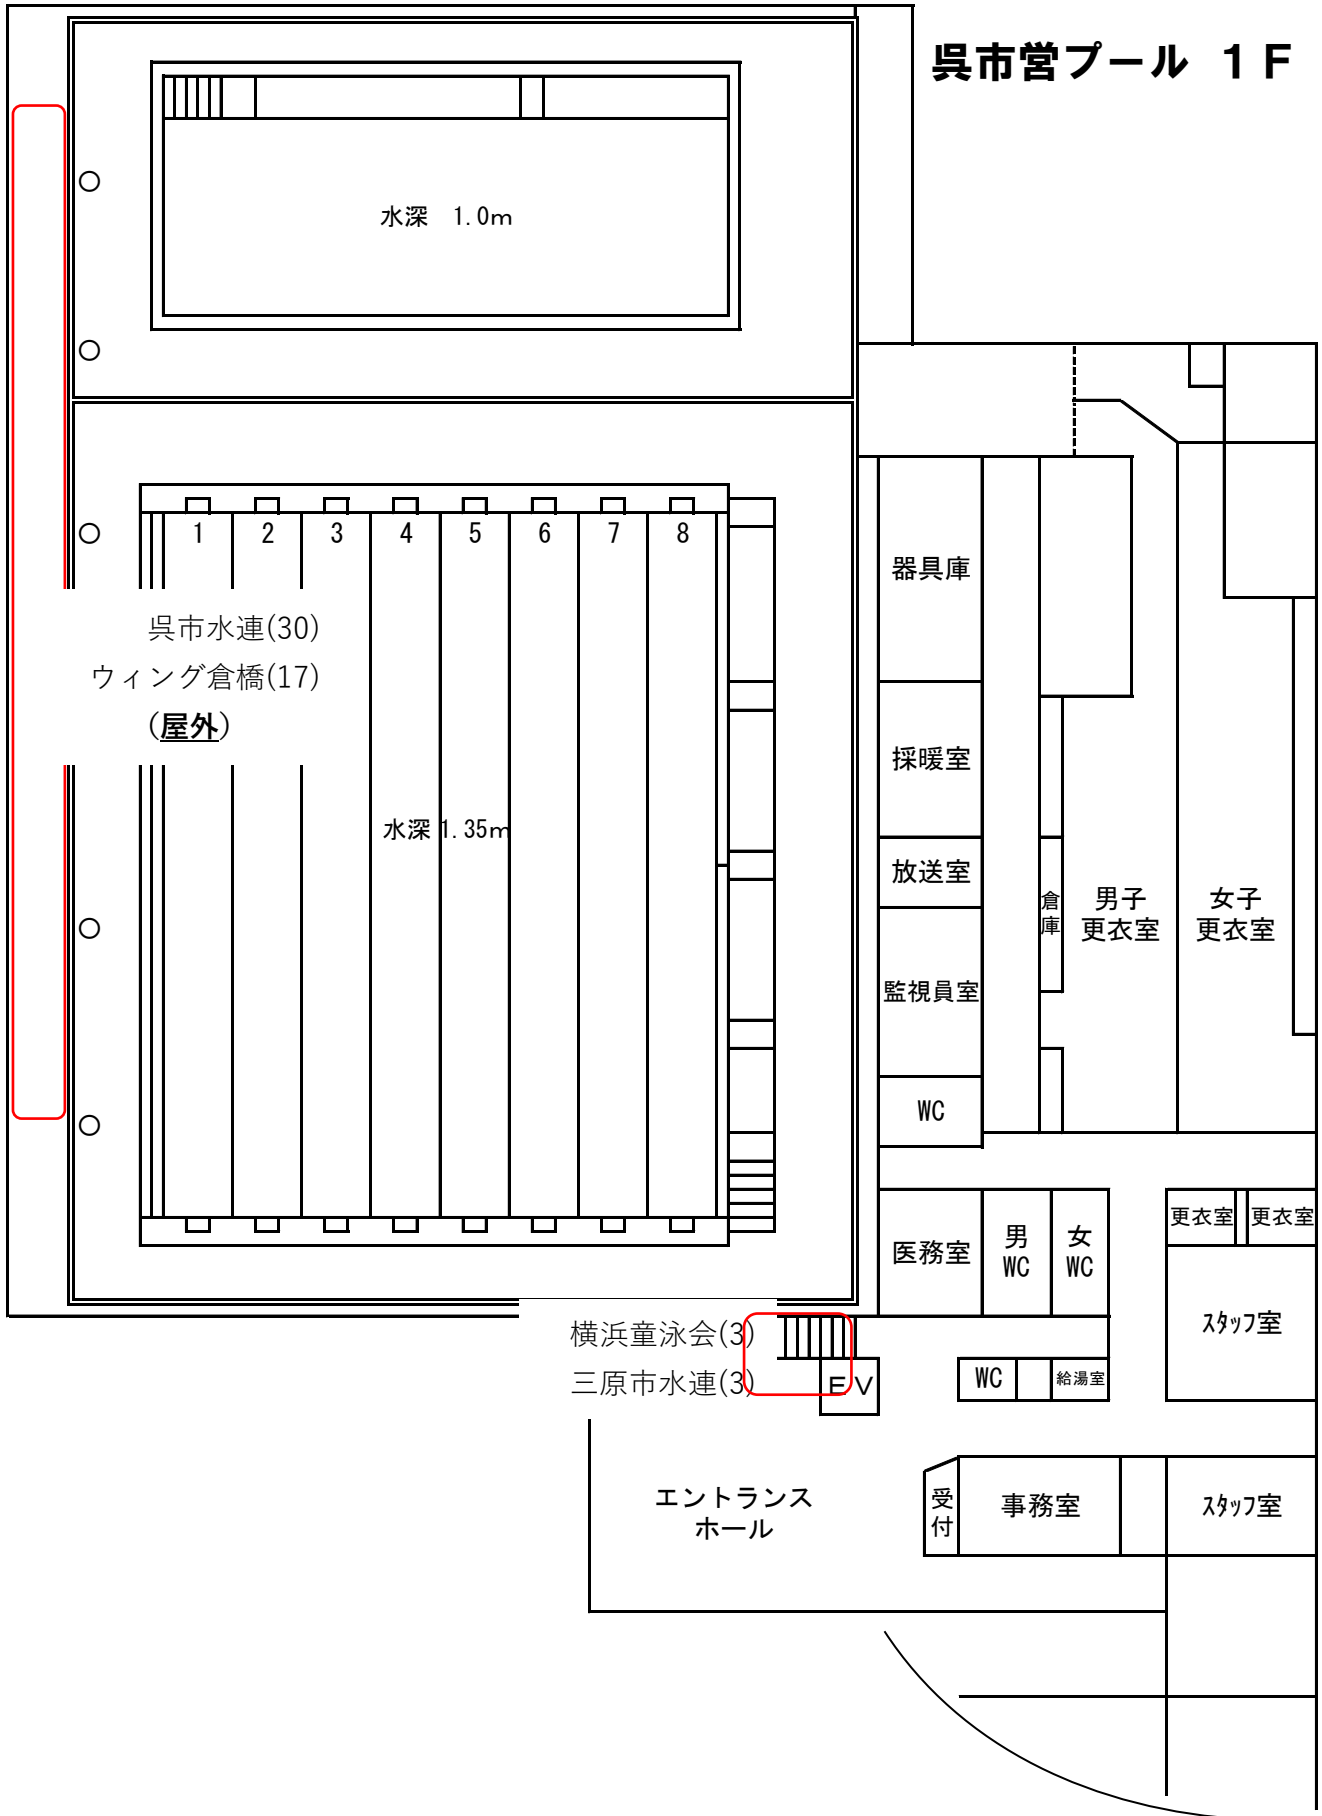 呉市営プール １Ｆ
水深　1.0m
1 2 3 4 5 6 7 8
呉市水連(30)
ウィング倉橋(17)
(屋外)
水深 1.35m
器具庫
採暖室
放送室
監視員室
WC
倉庫
男子
更衣室
女子
更衣室
医務室
男
WC
女
WC
更衣室
更衣室
スタッフ室
横浜童泳会(3)
三原市水連(3)
ＥＶ
WC
給湯室
エントランス
ホール
受付
事務室
スタッフ室